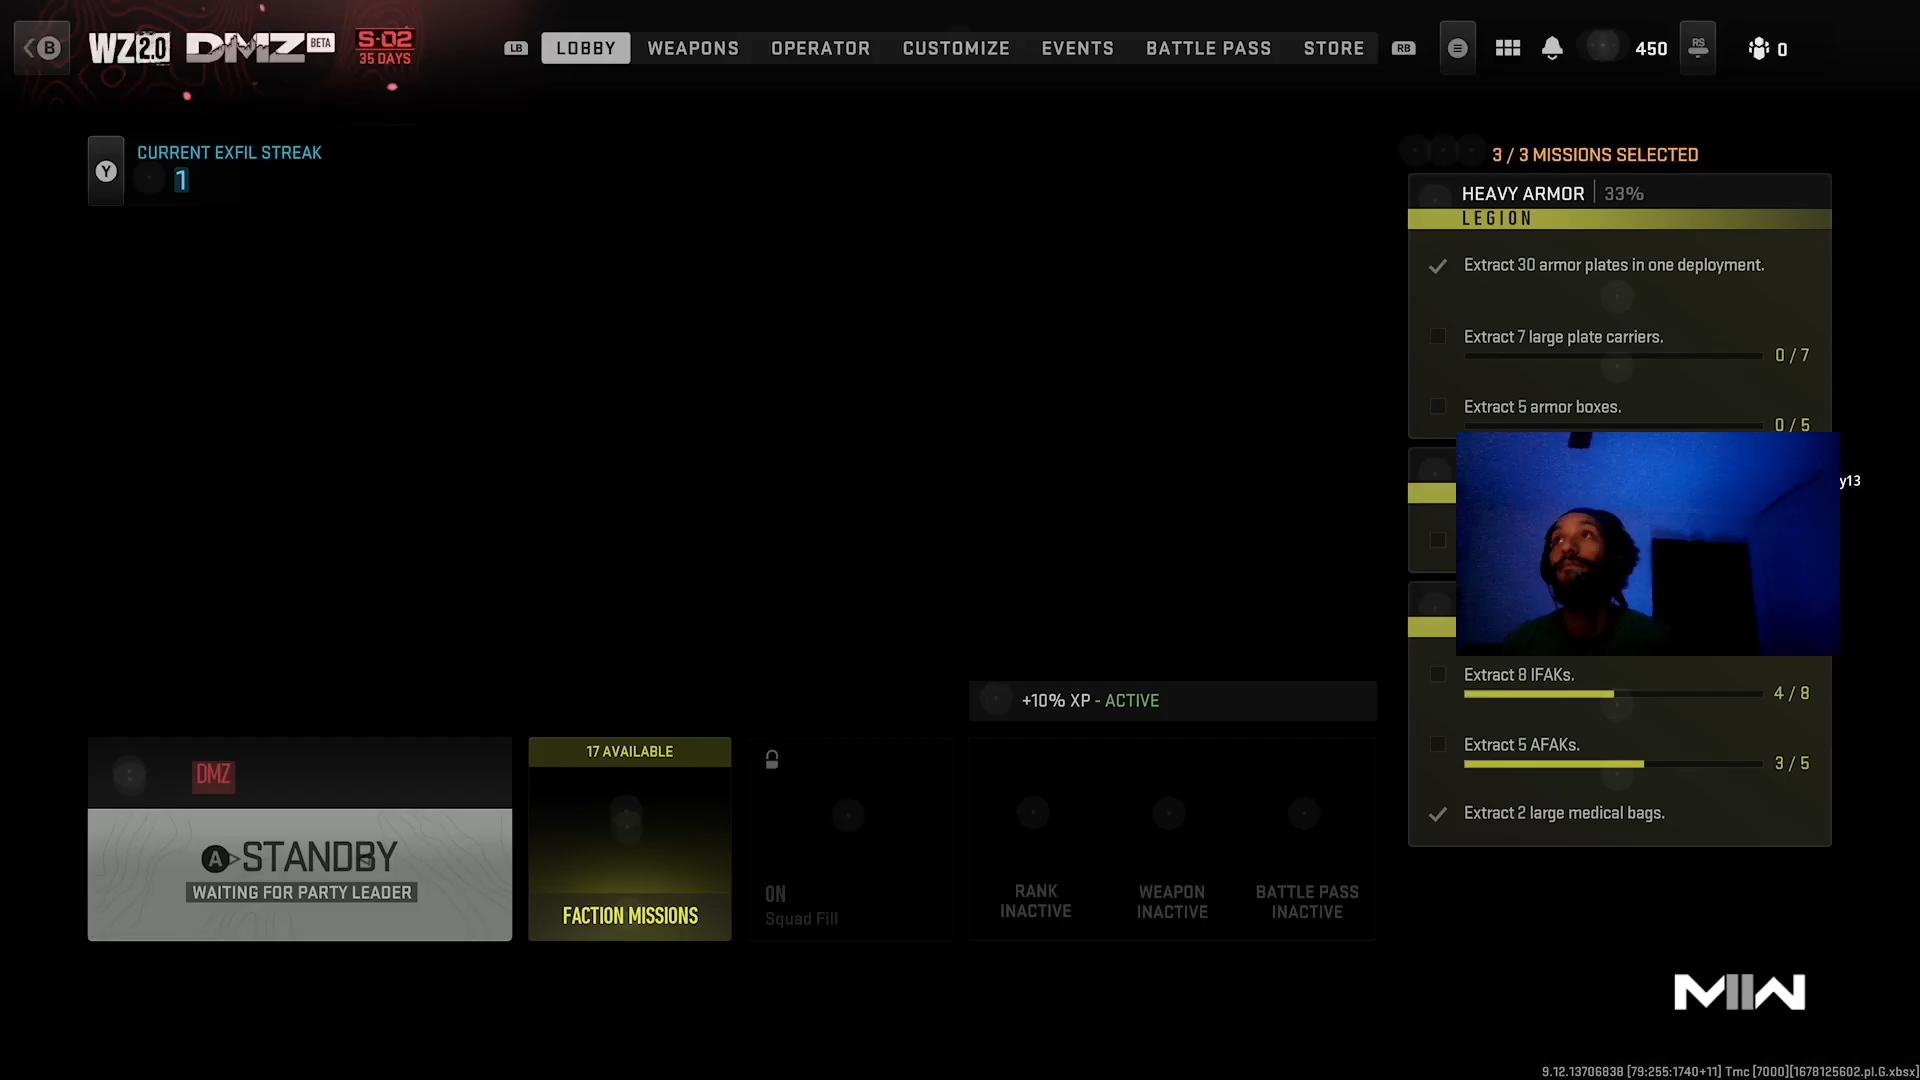 B WZ2.0 DMZ BETA S-02 35 DAYS
LB LOBBY WEAPONS OPERATOR CUSTOMIZE EVENTS BATTLE PASS STORE RB
450 RS 0
Y CURRENT EXFIL STREAK
1
3 / 3 MISSIONS SELECTED
HEAVY ARMOR | 33%
LEGION
Extract 30 armor plates in one deployment.
Extract 7 large plate carriers.
0 / 7
Extract 5 armor boxes.
0 / 5
y13
Extract 8 IFAKs.
4 / 8
Extract 5 AFAKs.
3 / 5
Extract 2 large medical bags.
+10% XP - ACTIVE
DMZ
A STANDBY
WAITING FOR PARTY LEADER
17 AVAILABLE
FACTION MISSIONS
ON
Squad Fill
RANK
INACTIVE
WEAPON
INACTIVE
BATTLE PASS
INACTIVE
MIIW
9.12.13706838 [79:255:1740+11] Tmc [7000][1678125602.pl.G.xbsx]